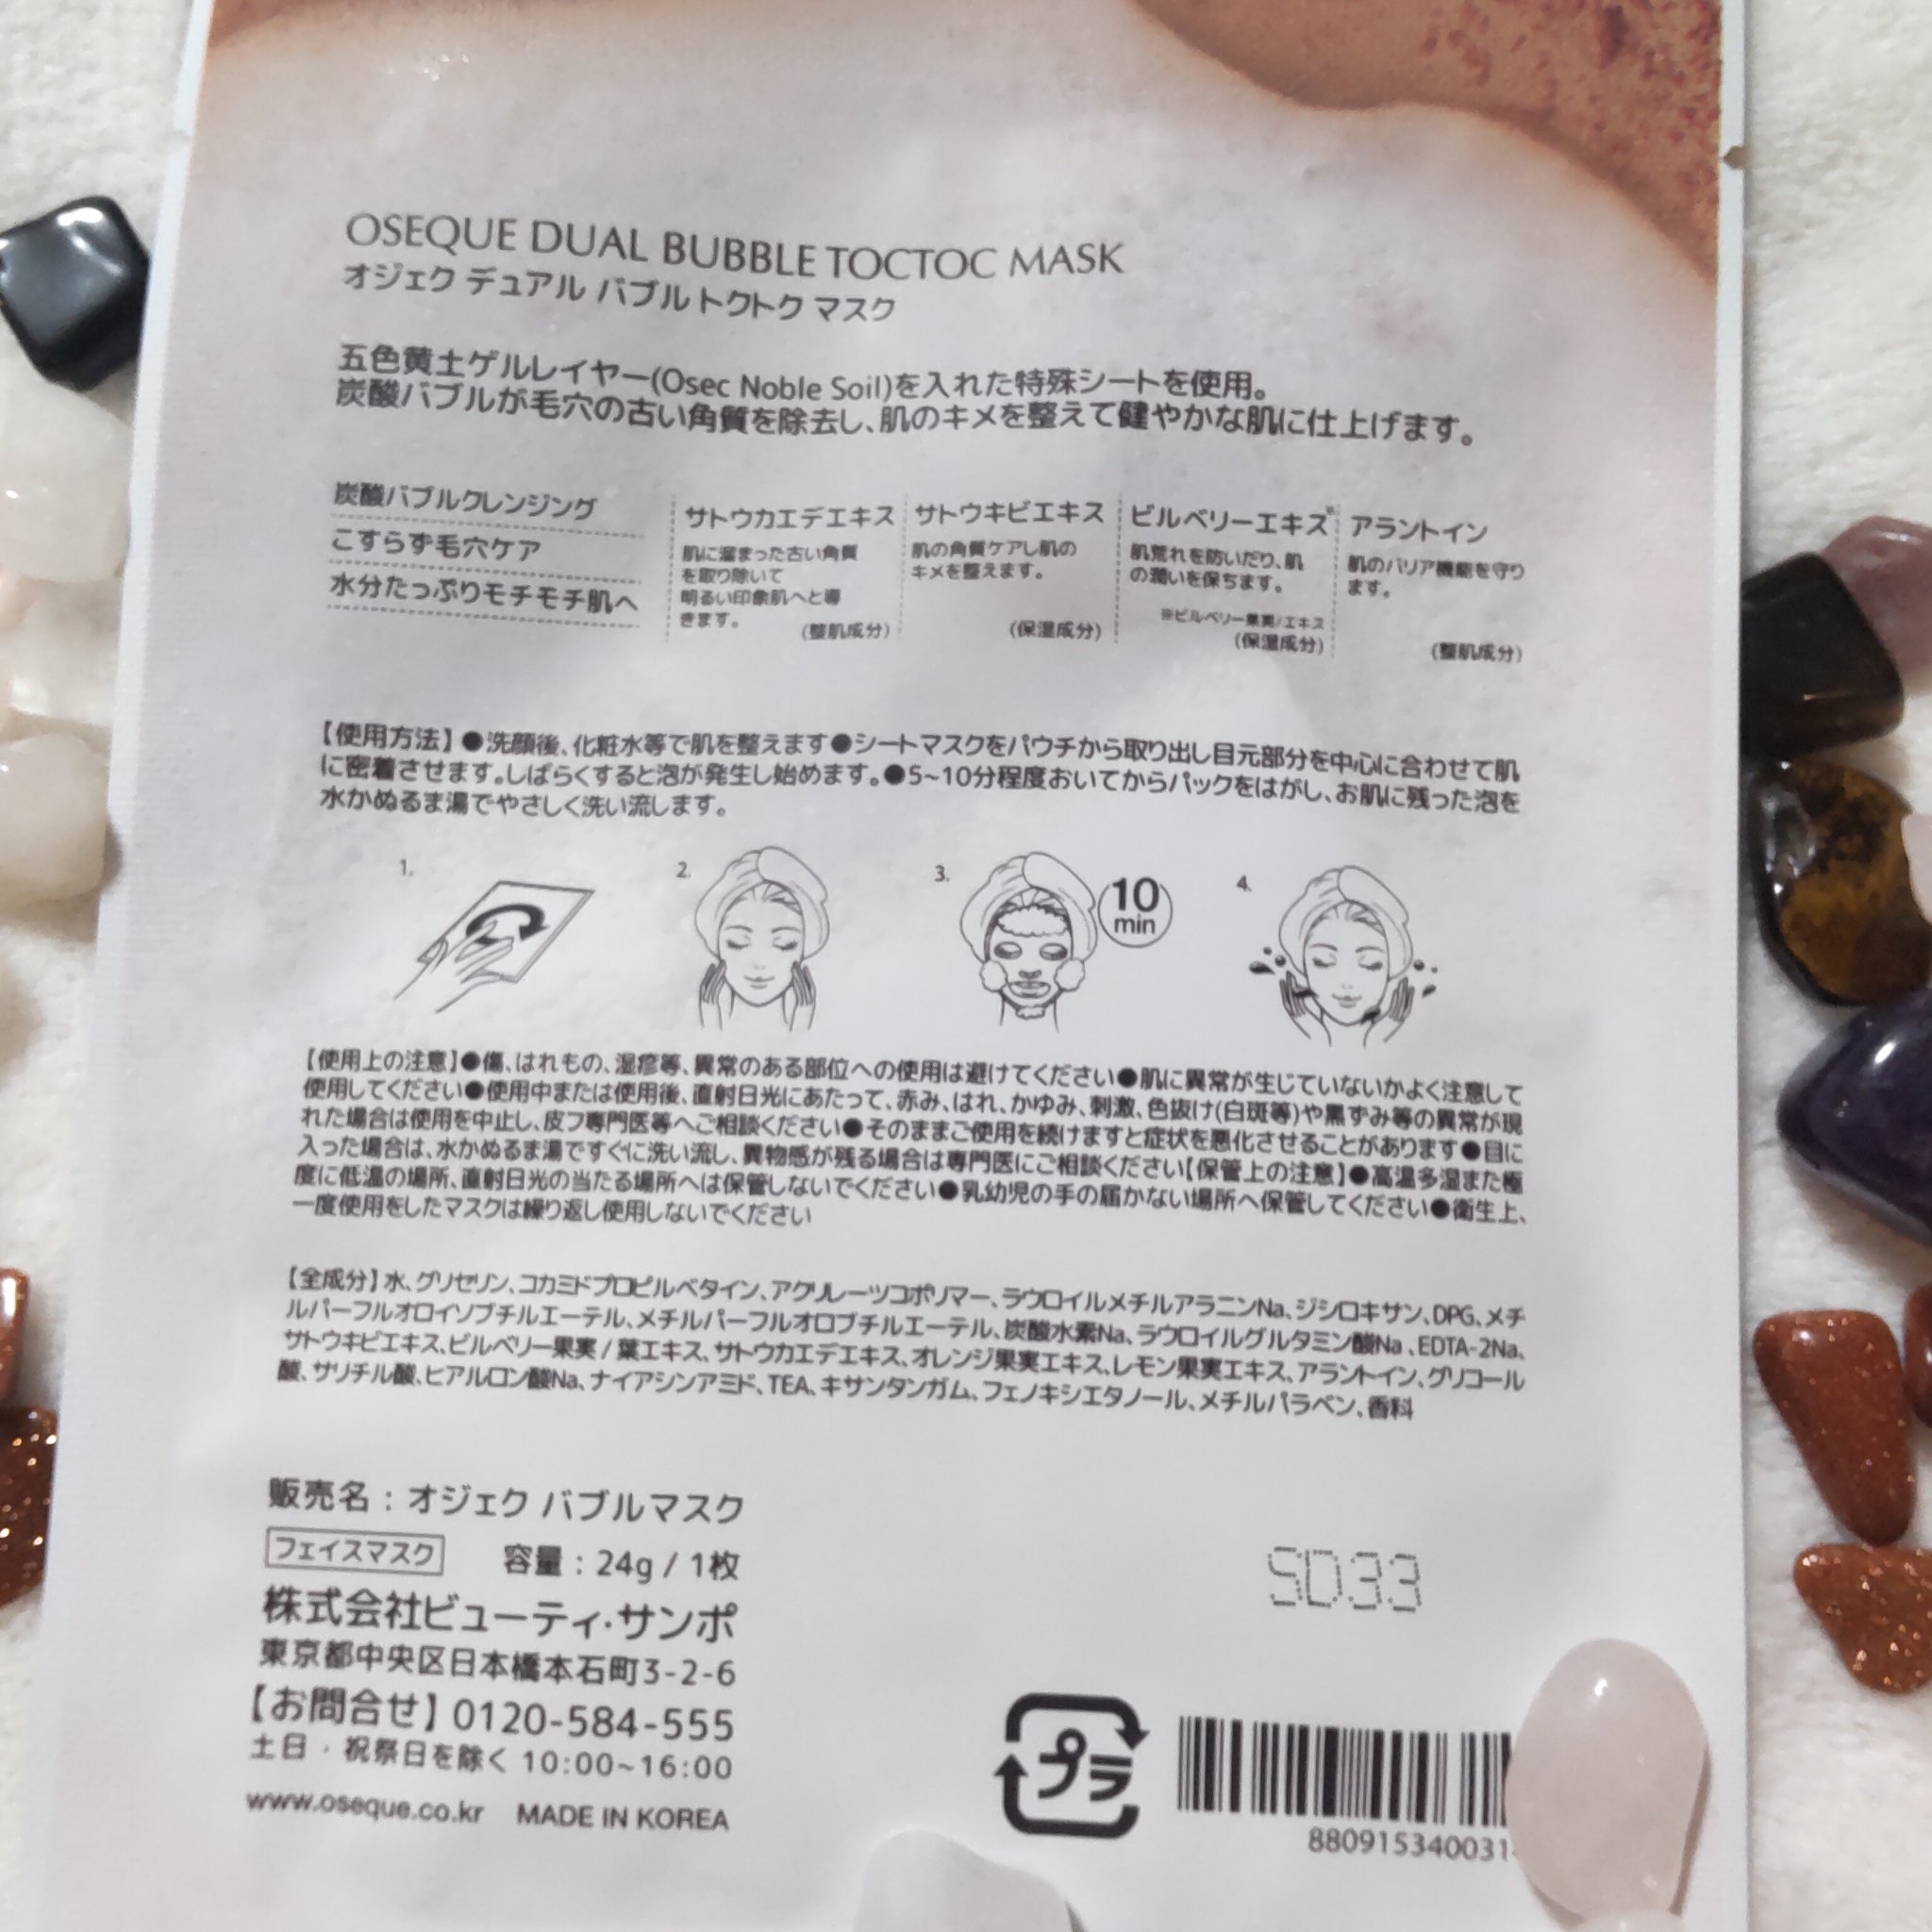 OSEQUE DUAL BUBBLE TOCTOC MASK
オジェク デュアル バブル トクトク マスク
五色黄土ゲルレイヤー(Osec Noble Soil)を入れた特殊シートを使用。
炭酸バブルが毛穴の古い角質を除去し、肌のキメを整えて健やかな肌に仕上げます。
炭酸バブルクレンジング
こすらず毛穴ケア
水分たっぷりモチモチ肌へ
サトウカエデエキス
肌に溜まった古い角質
を取り除いて
明るい印象肌へと導
きます。
(整肌成分)
サトウキビエキス
肌の角質ケアし肌の
キメを整えます。
(保湿成分)
ビルベリーエキス※
肌荒れを防いだり、肌
の潤いを保ちます。
※ビルベリー果実/エキス
(保湿成分)
アラントイン
肌のバリア機能を守り
ます。
(整肌成分)
【使用方法】●洗顔後、化粧水等で肌を整えます●シートマスクをパウチから取り出し目元部分を中心に合わせて肌
に密着させます。しばらくすると泡が発生し始めます。●5~10分程度おいてからパックをはがし、お肌に残った泡を
水かぬるま湯でやさしく洗い流します。
1.
2.
3.
10
min
4.
【使用上の注意】●傷、はれもの、湿疹等、異常のある部位への使用は避けてください●肌に異常が生じていないかよく注意して
使用してください●使用中または使用後、直射日光にあたって、赤み、はれ、かゆみ、刺激、色抜け(白斑等)や黒ずみ等の異常が現
れた場合は使用を中止し、皮フ専門医等へご相談ください●そのままご使用を続けますと症状を悪化させることがあります●目に
入った場合は、水かぬるま湯ですぐに洗い流し、異物感が残る場合は専門医にご相談ください【保管上の注意】●高温多湿また極
度に低温の場所、直射日光の当たる場所へは保管しないでください●乳幼児の手の届かない場所へ保管してください●衛生上、
一度使用をしたマスクは繰り返し使用しないでください
【全成分】水、グリセリン、コカミドプロピルベタイン、アクリレーツコポリマー、ラウロイルメチルアラニンNa、ジシロキサン、DPG、メチ
ルパーフルオロイソブチルエーテル、メチルパーフルオロブチルエーテル、炭酸水素Na、ラウロイルグルタミン酸Na、EDTA-2Na、
サトウキビエキス、ビルベリー果実/葉エキス、サトウカエデエキス、オレンジ果実エキス、レモン果実エキス、アラントイン、グリコール
酸、サリチル酸、ヒアルロン酸Na、ナイアシンアミド、TEA、キサンタンガム、フェノキシエタノール、メチルパラベン、香料
販売名：オジェク バブルマスク
フェイスマスク 容量：24g / 1枚
株式会社ビューティ・サンポ
東京都中央区日本橋本石町3-2-6
【お問合せ】0120-584-555
土日・祝祭日を除く 10:00~16:00
www.oseque.co.kr MADE IN KOREA
SD33
プラ
880915340031